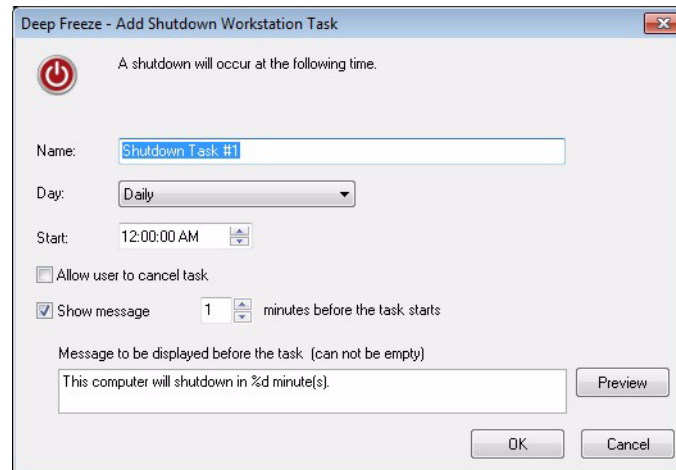 Deep Freeze - Add Shutdown Workstation Task
A shutdown will occur at the following time.
Name: Shutdown Task #1
Day: Daily
Start: 12:00:00 AM
Allow user to cancel task
Show message 1 minutes before the task starts
Message to be displayed before the task (can not be empty)
This computer will shutdown in %d minute(s).
Preview
OK Cancel